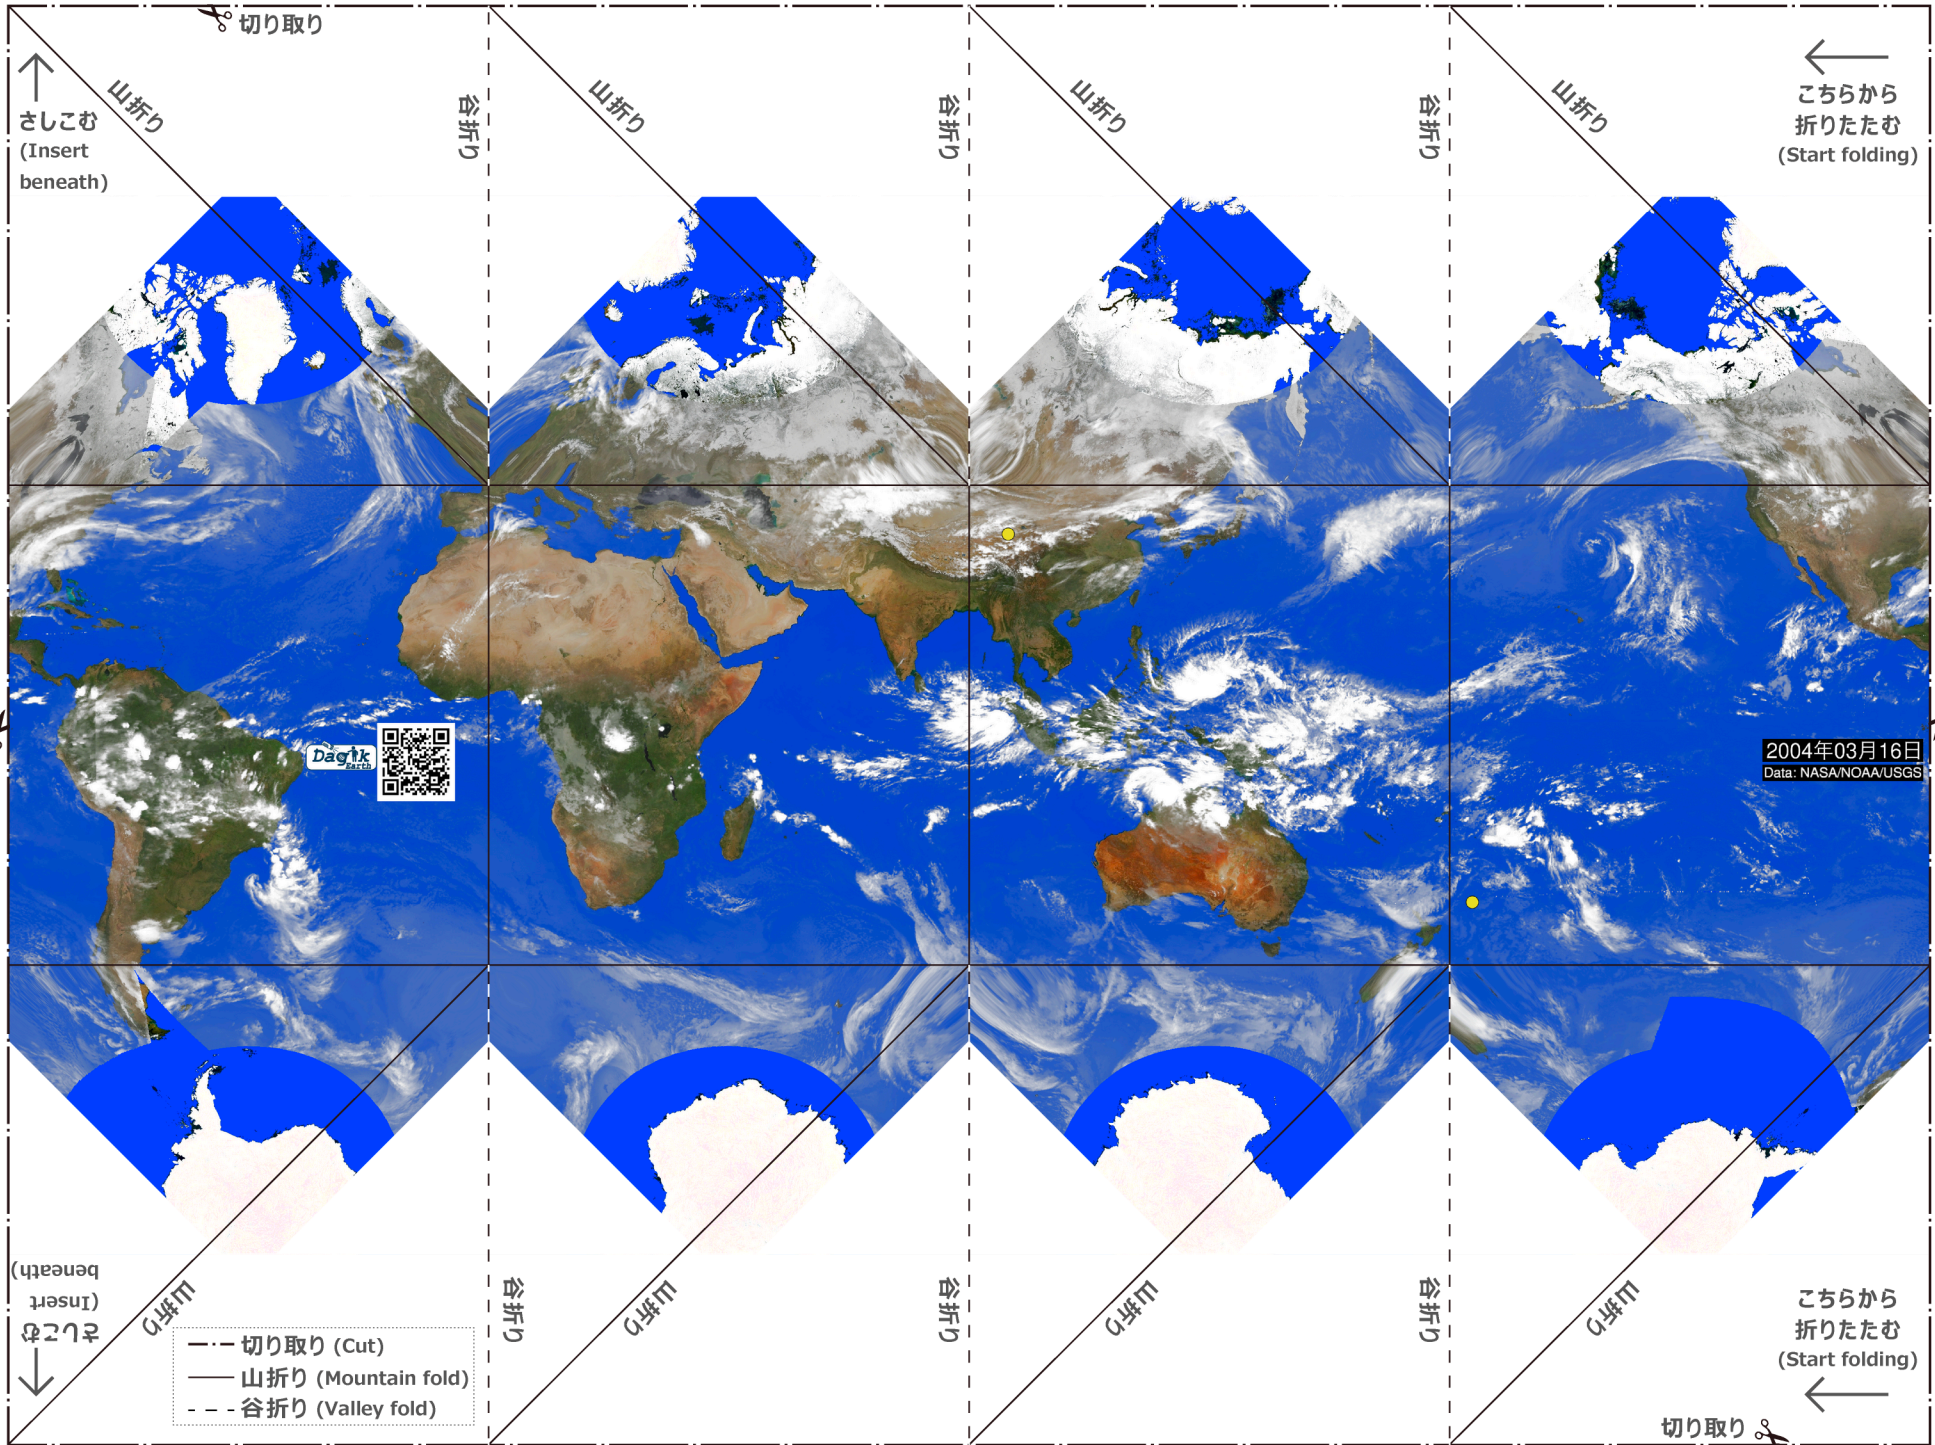 切り取り
山折り
谷折り
山折り
谷折り
山折り
谷折り
山折り
さしこむ
(Insert
beneath)
こちらから
折りたたむ
(Start folding)
Dagik
Earth
2004年03月16日
Data: NASA/NOAA/USGS
さしこむ
(Insert
beneath)
山折り
谷折り
山折り
谷折り
山折り
谷折り
山折り
こちらから
折りたたむ
(Start folding)
切り取り (Cut)
山折り (Mountain fold)
谷折り (Valley fold)
切り取り